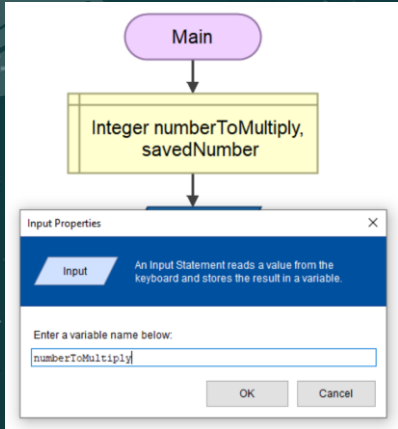 Main
Integer numberToMultiply,
savedNumber
Input Properties
Input
An Input Statement reads a value from the
keyboard and stores the result in a variable.
Enter a variable name below:
numberToMultiply
OK
Cancel